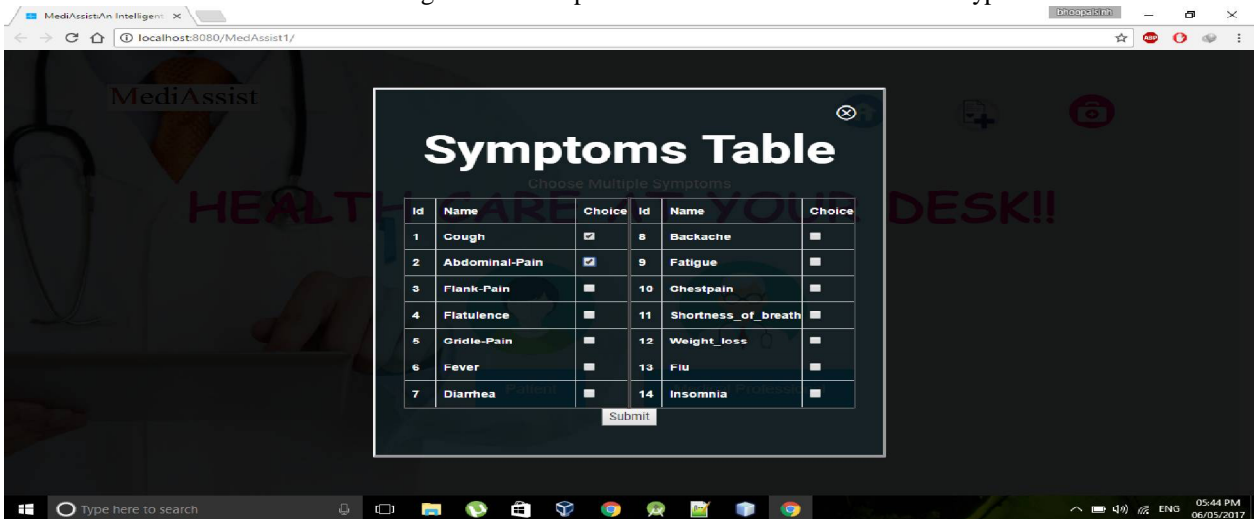 MediAssist:An Intelligent
bhoopalsinh
localhost:8080/MedAssist1/
MediAssist
HEALTH CARE AT YOUR DESK!!
Symptoms Table
Choose Multiple Symptoms
Id Name Choice Id Name Choice
1 Cough 8 Backache
2 Abdominal-Pain 9 Fatigue
3 Flank-Pain 10 Chestpain
4 Flatulence 11 Shortness_of_breath
5 Gridle-Pain 12 Weight_loss
6 Fever 13 Flu
7 Diarrhea 14 Insomnia
Patient
Submit
Type here to search
ENG
05:44 PM
06/05/2017